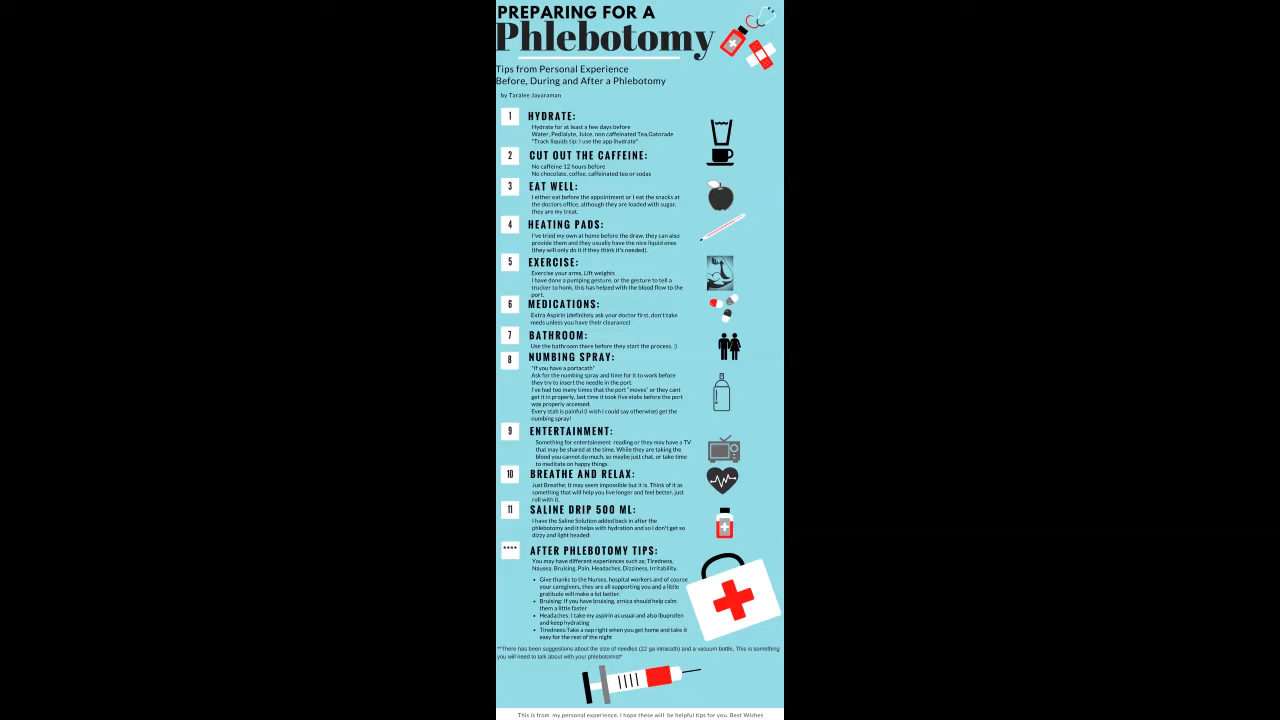 PREPARING FOR A
Phlebotomy
Tips from Personal Experience
Before, During and After a Phlebotomy
by Taralee Jayaraman
1
HYDRATE:
Hydrate for at least a few days before
Water, Pedialyte, Juice, non caffeinated Tea,Gatorade
"Track liquids tip: I use the app ihydrate"
2
CUT OUT THE CAFFEINE:
No caffeine 12 hours before
No chocolate, coffee, caffeinated tea or sodas
3
EAT WELL:
I either eat before the appointment or I eat the snacks at
the doctors office, although they are loaded with sugar,
they are my treat.
4
HEATING PADS:
I've tried my own at home before the draw, they can also
provide them and they usually have the nice liquid ones
(they will only do it if they think it's needed).
5
EXERCISE:
Exercise your arms, Lift weights
I have done a pumping gesture, or the gesture to tell a
trucker to honk, this has helped with the blood flow to the
port.
6
MEDICATIONS:
Extra Aspirin (definitely ask your doctor first, don't take
meds unless you have their clearance)
7
BATHROOM:
Use the bathroom there before they start the process. :)
8
NUMBING SPRAY:
"If you have a portacath"
Ask for the numbing spray and time for it to work before
they try to insert the needle in the port.
I've had too many times that the port "moves" or they cant
get it in properly, last time it took five stabs before the port
was properly accessed.
Every stab is painful (I wish I could say otherwise) get the
numbing spray!
9
ENTERTAINMENT:
Something for entertainment reading or they may have a TV
that may be shared at the time. While they are taking the
blood you cannot do much, so maybe just chat, or take time
to meditate on happy things.
10
BREATHE AND RELAX:
Just Breathe; It may seem impossible but it is. Think of it as
something that will help you live longer and feel better, just
roll with it.
11
SALINE DRIP 500 ML:
I have the Saline Solution added back in after the
phlebotomy and it helps with hydration and so I don't get so
dizzy and light headed!
****
AFTER PHLEBOTOMY TIPS:
You may have different experiences such as; Tiredness,
Nausea, Bruising, Pain, Headaches, Dizziness, Irritability.
• Give thanks to the Nurses, hospital workers and of course
your caregivers, they are all supporting you and a little
gratitude will make a lot better.
• Bruising: If you have bruising, arnica should help calm
them a little faster
• Headaches: I take my aspirin as usual and also ibuprofen
and keep hydrating
• Tiredness:Take a nap right when you get home and take it
easy for the rest of the night
**There has been suggestions about the size of needles (22 ga intracath) and a vacuum bottle, This is something
you will need to talk about with your phlebotomist*
This is from my personal experience, I hope these will be helpful tips for you, Best Wishes